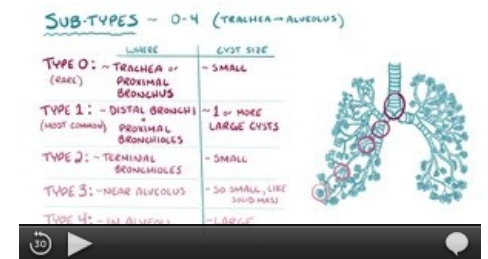 SUB-TYPES ~ 0-4 (TRACHEA → ALVEOLUS)
WHERE CYST SIZE
TYPE 0: ~ TRACHEA or ~ SMALL
(RARE) PROXIMAL
BRONCHUS
TYPE 1: ~ DISTAL BRONCHI ~ 1 or MORE
(MOST COMMON) + PROXIMAL LARGE CYSTS
BRONCHIOLES
TYPE 2: ~ TERMINAL ~ SMALL
BRONCHIOLES
TYPE 3: ~ NEAR ALVEOLUS ~ SO SMALL, LIKE
SOLID MASS
TYPE 4: ~ IN ALVEOLI ~ LARGE
30